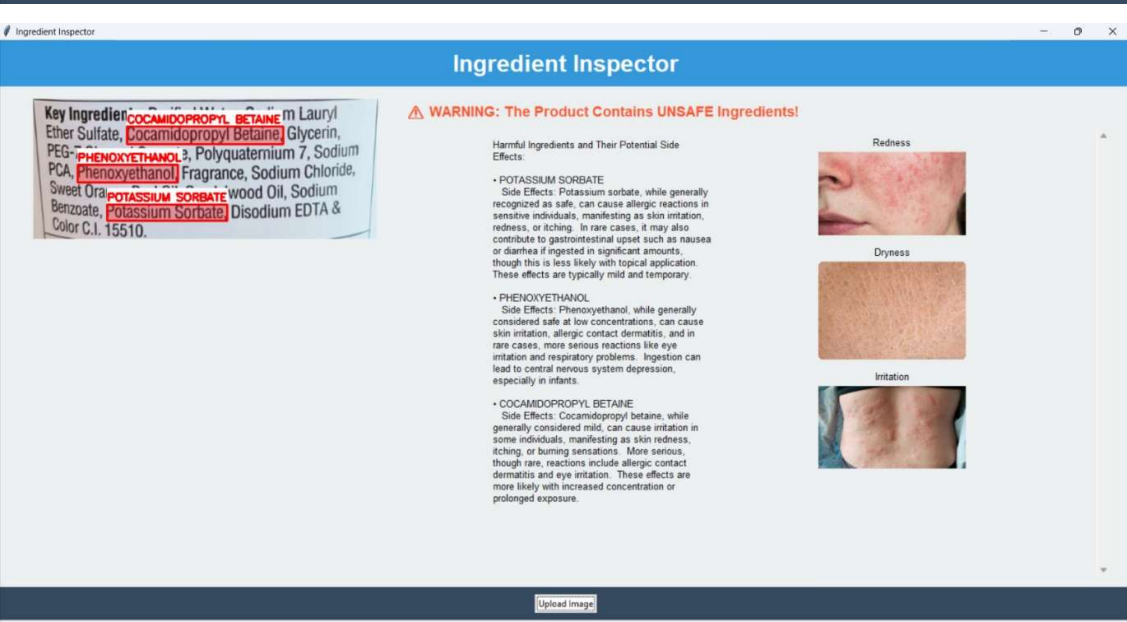 Ingredient Inspector
Ingredient Inspector
Key Ingredien
COCAMIDOPROPYL BETAINE
m Lauryl
Ether Sulfate, Cocamidopropyl Betaine, Glycerin,
PEG-7
PHENOXYETHANOL
, Polyquaternium 7, Sodium
PCA, Phenoxyethanol, Fragrance, Sodium Chloride,
Sweet Ora
POTASSIUM SORBATE
wood Oil, Sodium
Benzoate, Potassium Sorbate, Disodium EDTA &
Color C.I. 15510.
⚠ WARNING: The Product Contains UNSAFE Ingredients!
Harmful Ingredients and Their Potential Side
Effects:
• POTASSIUM SORBATE
Side Effects: Potassium sorbate, while generally
recognized as safe, can cause allergic reactions in
sensitive individuals, manifesting as skin irritation,
redness, or itching. In rare cases, it may also
contribute to gastrointestinal upset such as nausea
or diarrhea if ingested in significant amounts,
though this is less likely with topical application.
These effects are typically mild and temporary.
• PHENOXYETHANOL
Side Effects: Phenoxyethanol, while generally
considered safe at low concentrations, can cause
skin irritation, allergic contact dermatitis, and in
rare cases, more serious reactions like eye
irritation and respiratory problems. Ingestion can
lead to central nervous system depression,
especially in infants.
• COCAMIDOPROPYL BETAINE
Side Effects: Cocamidopropyl betaine, while
generally considered mild, can cause irritation in
some individuals, manifesting as skin redness,
itching, or burning sensations. More serious,
though rare, reactions include allergic contact
dermatitis and eye irritation. These effects are
more likely with increased concentration or
prolonged exposure.
Redness
Dryness
Irritation
Upload Image